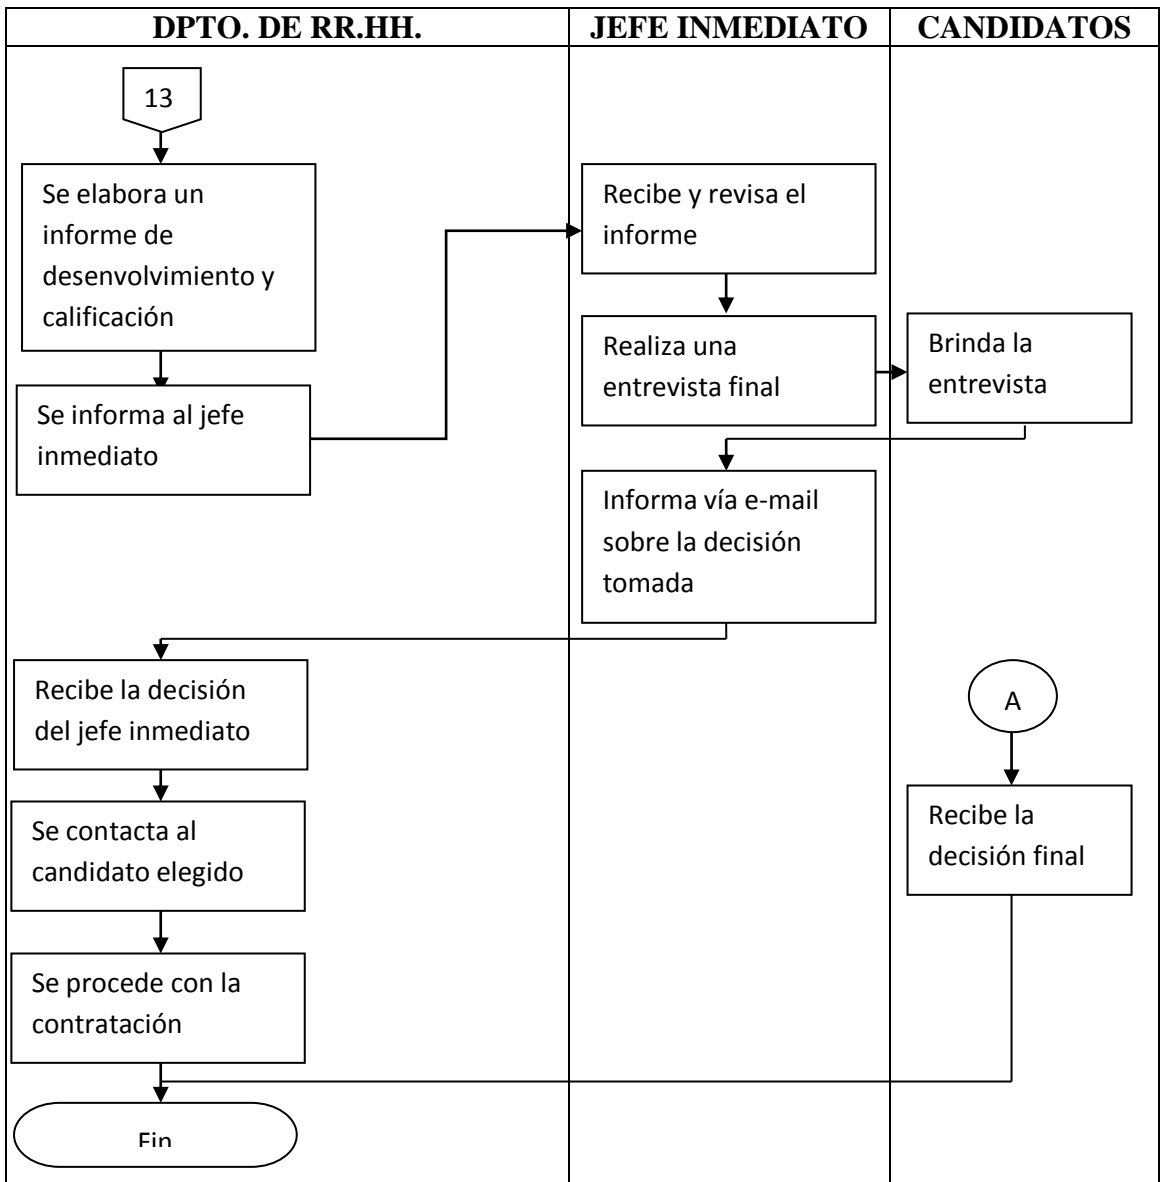 DPTO. DE RR.HH.
JEFE INMEDIATO
CANDIDATOS
13
Se elabora un
informe de
desenvolvimiento y
calificación
Se informa al jefe
inmediato
Recibe y revisa el
informe
Realiza una
entrevista final
Brinda la
entrevista
Informa vía e-mail
sobre la decisión
tomada
Recibe la decisión
del jefe inmediato
Se contacta al
candidato elegido
Se procede con la
contratación
A
Recibe la
decisión final
Fin